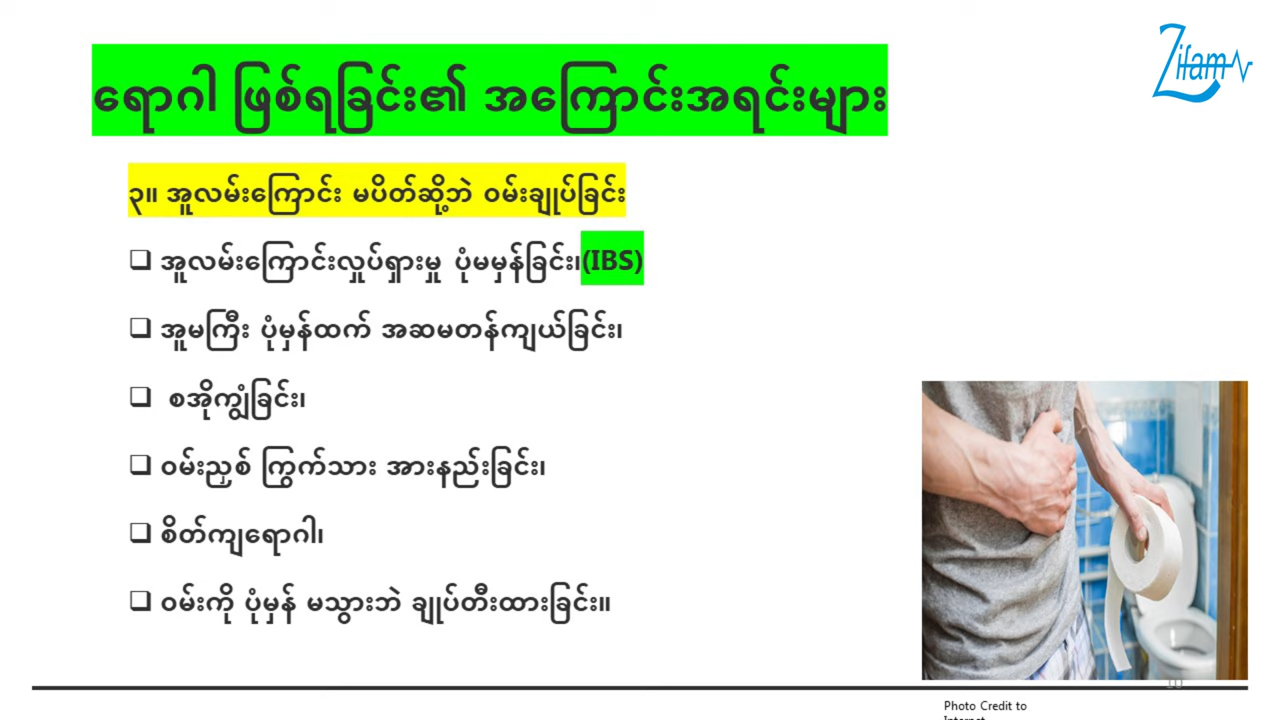 Zifam
ရောဂါ ဖြစ်ရခြင်း၏ အကြောင်းအရင်းများ
၃။ အူလမ်းကြောင်း မပိတ်ဆို့ဘဲ ဝမ်းချုပ်ခြင်း
❑ အူလမ်းကြောင်းလှုပ်ရှားမှု ပုံမမှန်ခြင်း၊(IBS)
❑ အူမကြီး ပုံမှန်ထက် အဆမတန်ကျယ်ခြင်း၊
❑ စအိုကျွံခြင်း၊
❑ ဝမ်းညှစ် ကြွက်သား အားနည်းခြင်း၊
❑ စိတ်ကျရောဂါ၊
❑ ဝမ်းကို ပုံမှန် မသွားဘဲ ချုပ်တီးထားခြင်း။
10
Photo Credit to
Internet